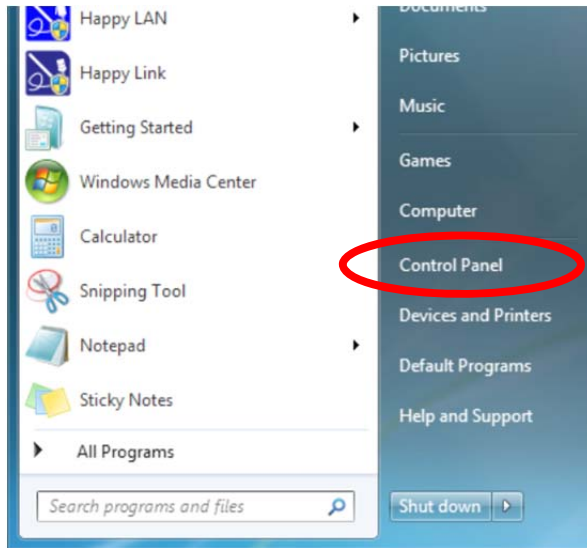 Happy LAN
Happy Link
Getting Started
Windows Media Center
Calculator
Snipping Tool
Notepad
Sticky Notes
All Programs
Search programs and files
Documents
Pictures
Music
Games
Computer
Control Panel
Devices and Printers
Default Programs
Help and Support
Shut down